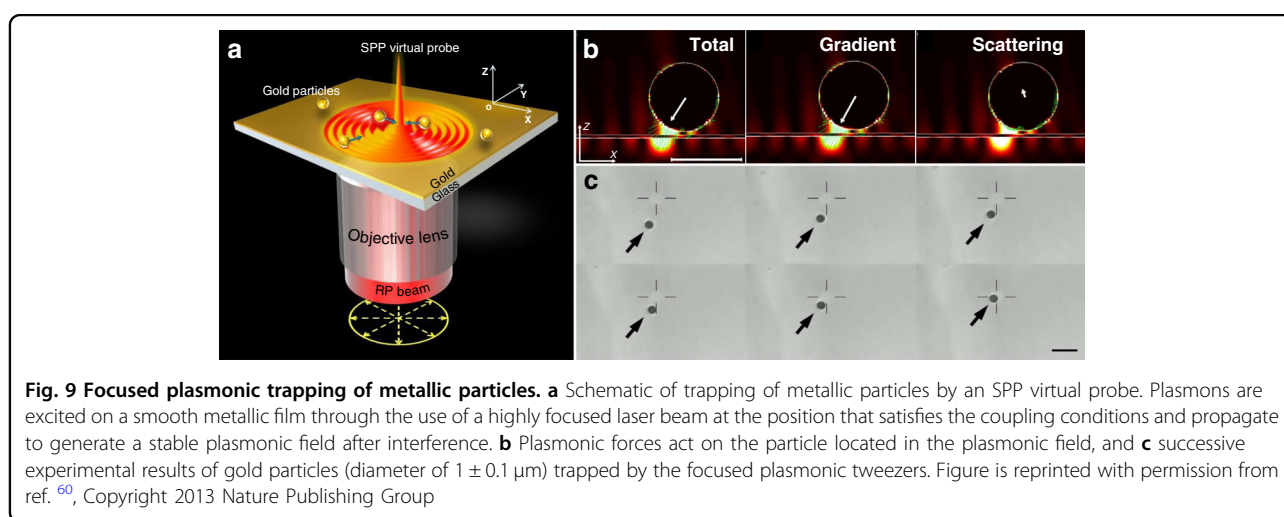 a
SPP virtual probe
Gold particles
Z
Y
o
X
Gold
Glass
Objective lens
RP beam
b
Total
Gradient
Scattering
z
x
c
Fig. 9 Focused plasmonic trapping of metallic particles. a Schematic of trapping of metallic particles by an SPP virtual probe. Plasmons are
excited on a smooth metallic film through the use of a highly focused laser beam at the position that satisfies the coupling conditions and propagate
to generate a stable plasmonic field after interference. b Plasmonic forces act on the particle located in the plasmonic field, and c successive
experimental results of gold particles (diameter of 1 ± 0.1 μm) trapped by the focused plasmonic tweezers. Figure is reprinted with permission from
ref. 60, Copyright 2013 Nature Publishing Group